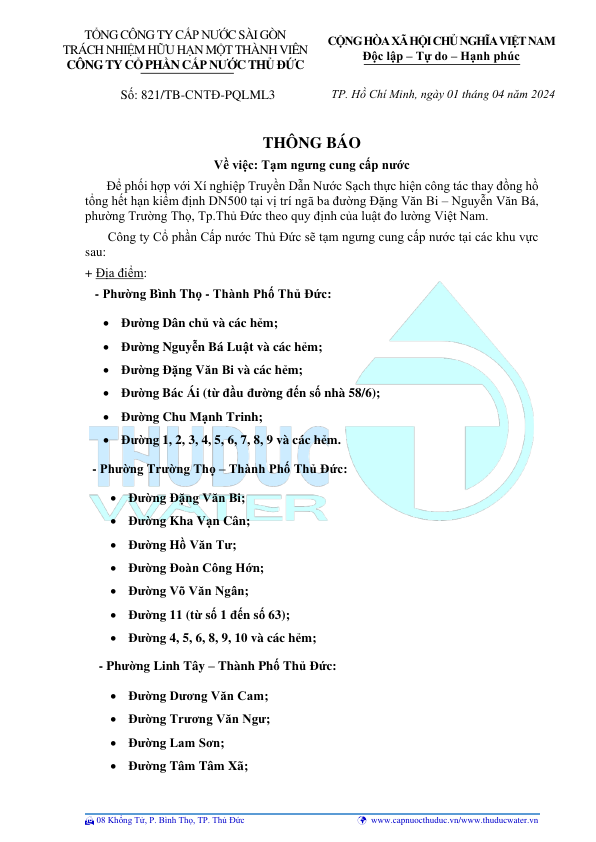 TỔNG CÔNG TY CẤP NƯỚC SÀI GÒN
TRÁCH NHIỆM HỮU HẠN MỘT THÀNH VIÊN
CÔNG TY CỔ PHẦN CẤP NƯỚC THỦ ĐỨC
CỘNG HÒA XÃ HỘI CHỦ NGHĨA VIỆT NAM
Độc lập – Tự do – Hạnh phúc
Số: 821/TB-CNTĐ-PQLML3
TP. Hồ Chí Minh, ngày 01 tháng 04 năm 2024
THÔNG BÁO
Về việc: Tạm ngưng cung cấp nước
Để phối hợp với Xí nghiệp Truyền Dẫn Nước Sạch thực hiện công tác thay đồng hồ
tổng hết hạn kiểm định DN500 tại vị trí ngã ba đường Đặng Văn Bi – Nguyễn Văn Bá,
phường Trường Thọ, Tp.Thủ Đức theo quy định của luật đo lường Việt Nam.
Công ty Cổ phần Cấp nước Thủ Đức sẽ tạm ngưng cung cấp nước tại các khu vực
sau:
+ Địa điểm:
- Phường Bình Thọ - Thành Phố Thủ Đức:
• Đường Dân chủ và các hẻm;
• Đường Nguyễn Bá Luật và các hẻm;
• Đường Đặng Văn Bi và các hẻm;
• Đường Bác Ái (từ đầu đường đến số nhà 58/6);
• Đường Chu Mạnh Trinh;
• Đường 1, 2, 3, 4, 5, 6, 7, 8, 9 và các hẻm.
THUDUC
WATER
- Phường Trường Thọ – Thành Phố Thủ Đức:
• Đường Đặng Văn Bi;
• Đường Kha Vạn Cân;
• Đường Hồ Văn Tư;
• Đường Đoàn Công Hớn;
• Đường Võ Văn Ngân;
• Đường 11 (từ số 1 đến số 63);
• Đường 4, 5, 6, 8, 9, 10 và các hẻm;
- Phường Linh Tây – Thành Phố Thủ Đức:
• Đường Dương Văn Cam;
• Đường Trương Văn Ngư;
• Đường Lam Sơn;
• Đường Tâm Tâm Xã;
08 Khổng Tử, P. Bình Thọ, TP. Thủ Đức
www.capnuocthuduc.vn/www.thuducwater.vn